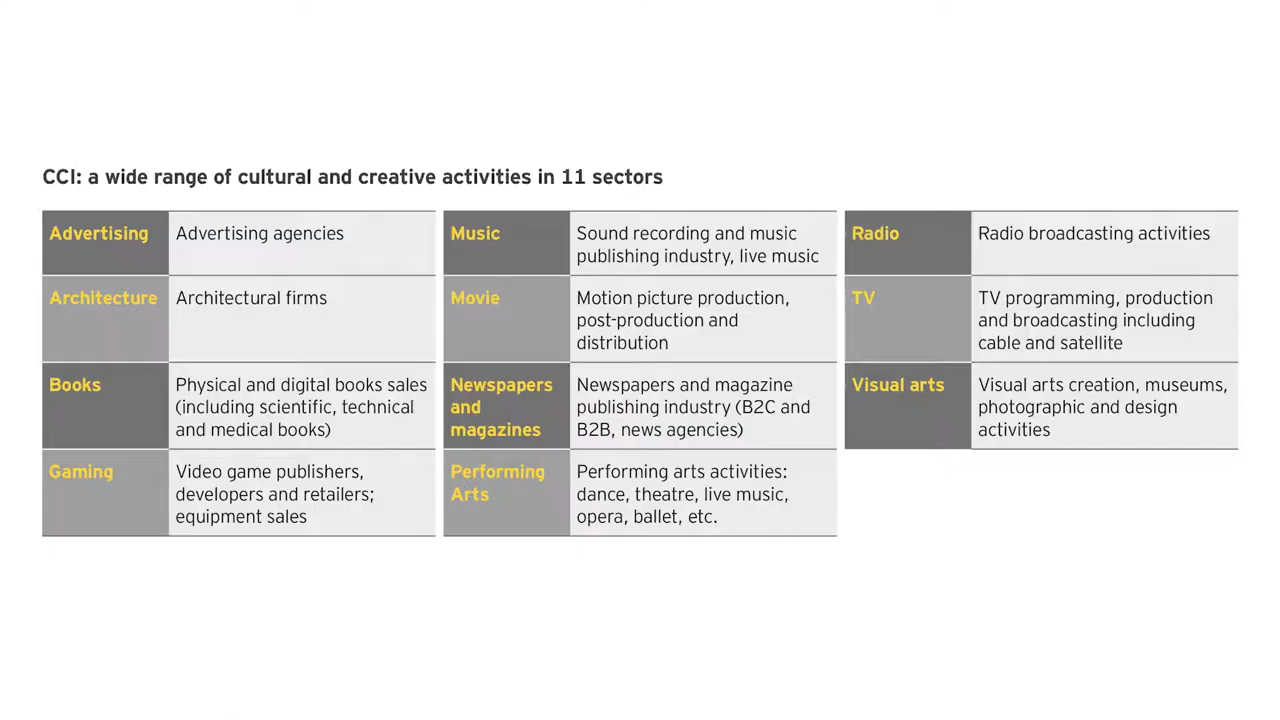 CCI: a wide range of cultural and creative activities in 11 sectors
Advertising
Advertising agencies
Architecture
Architectural firms
Books
Physical and digital books sales
(including scientific, technical
and medical books)
Gaming
Video game publishers,
developers and retailers;
equipment sales
Music
Sound recording and music
publishing industry, live music
Movie
Motion picture production,
post-production and
distribution
Newspapers
and
magazines
Newspapers and magazine
publishing industry (B2C and
B2B, news agencies)
Performing
Arts
Performing arts activities:
dance, theatre, live music,
opera, ballet, etc.
Radio
Radio broadcasting activities
TV
TV programming, production
and broadcasting including
cable and satellite
Visual arts
Visual arts creation, museums,
photographic and design
activities